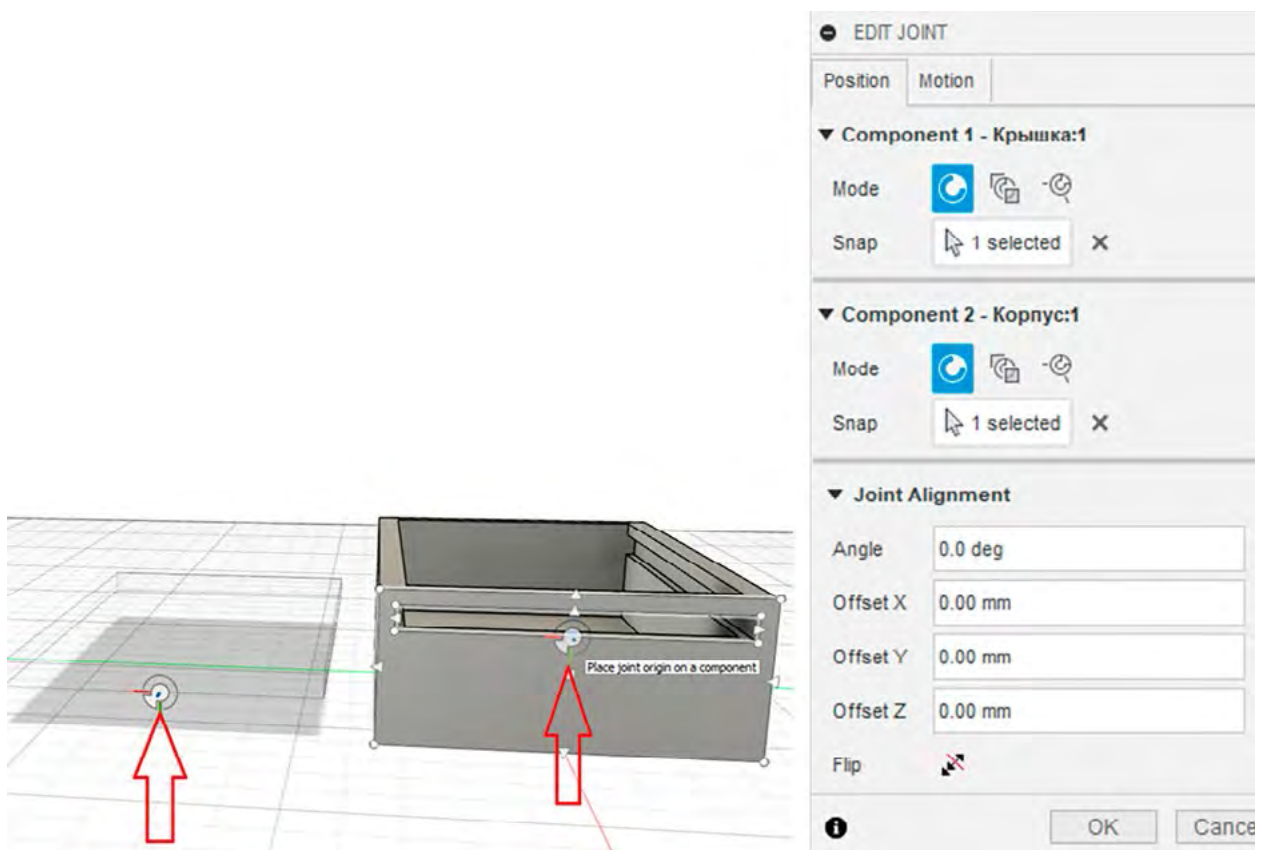 EDIT JOINT
Position Motion
Component 1 - Крышка:1
Mode
Snap 1 selected
Component 2 - Корпус:1
Mode
Snap 1 selected
Joint Alignment
Angle 0.0 deg
Offset X 0.00 mm
Offset Y 0.00 mm
Offset Z 0.00 mm
Flip
OK Cance
Place joint origin on a component